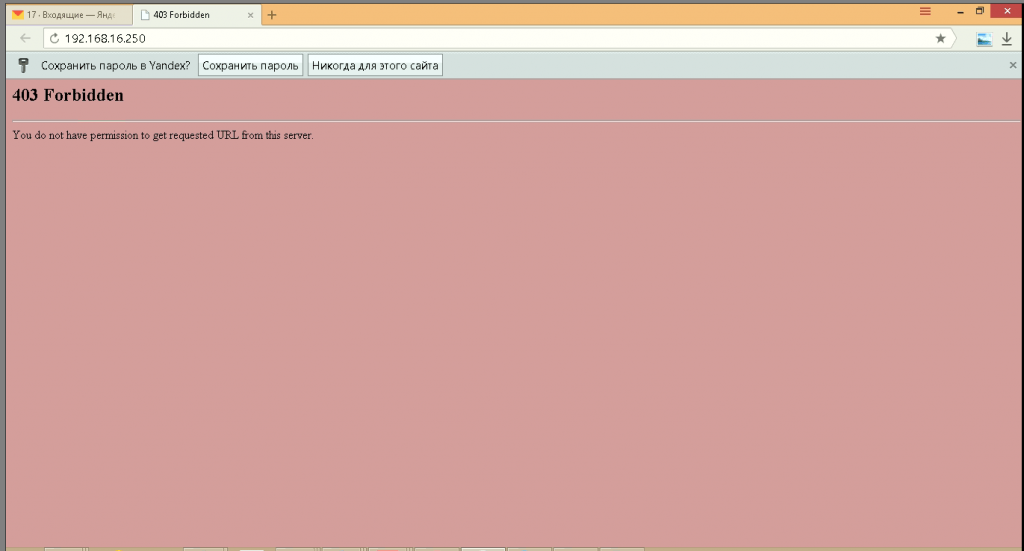 17 · Входящие — Янд
403 Forbidden
192.168.16.250
Сохранить пароль в Yandex? Сохранить пароль Никогда для этого сайта
403 Forbidden
You do not have permission to get requested URL from this server.